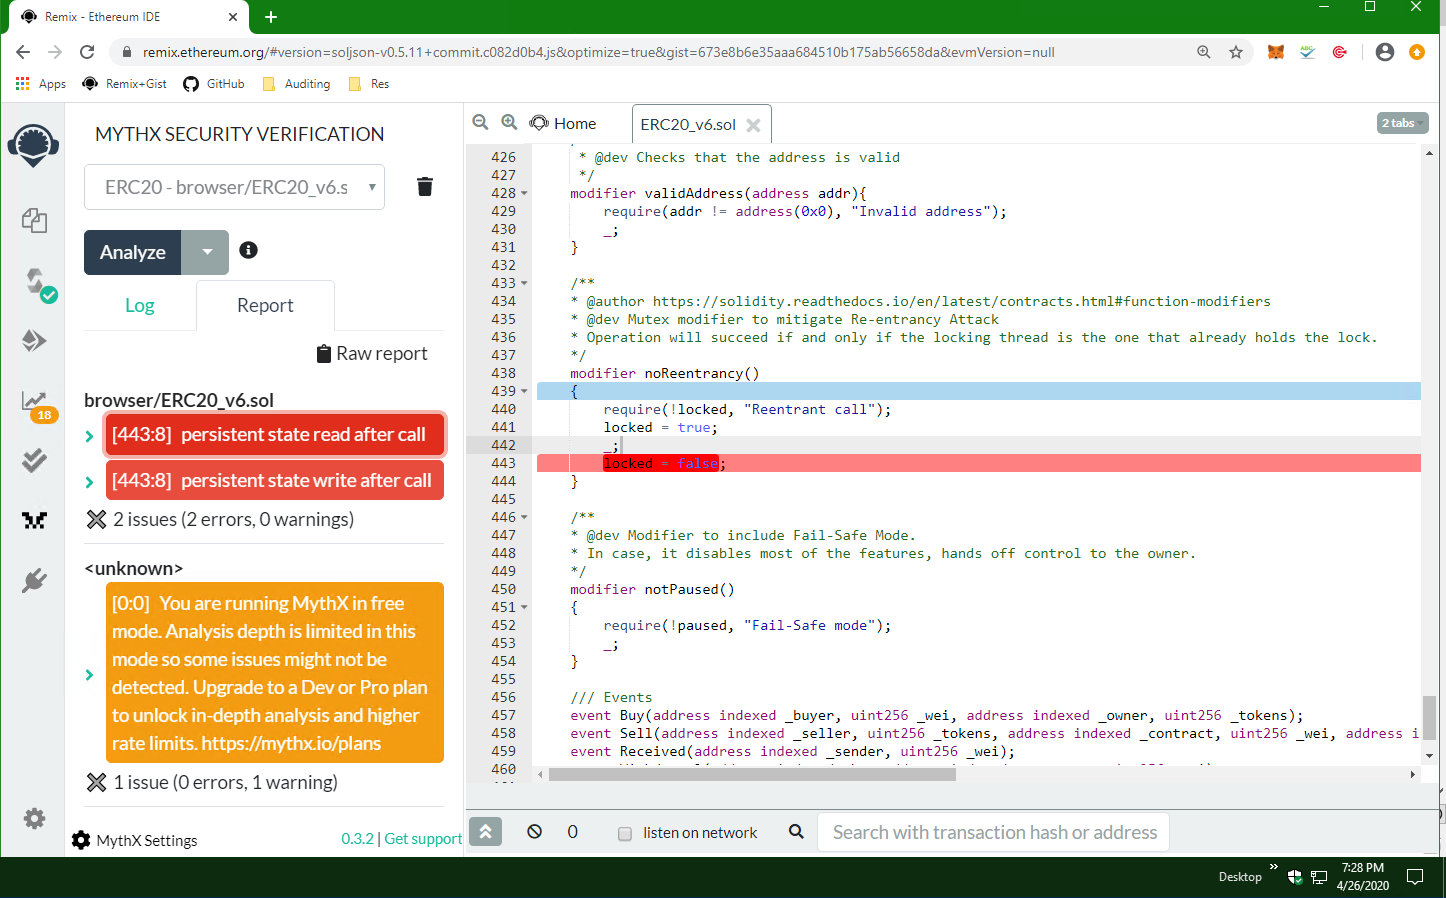 Remix - Ethereum IDE
remix.ethereum.org/#version=soljson-v0.5.11+commit.c082d0b4.js&optimize=true&gist=673e8b6e35aaa684510b175ab56658da&evmVersion=null
ABC
Apps
Remix+Gist
GitHub
Auditing
Res
MYTHX SECURITY VERIFICATION
ERC20 - browser/ERC20_v6.s
Analyze
Log
Report
Raw report
browser/ERC20_v6.sol
[443:8] persistent state read after call
[443:8] persistent state write after call
2 issues (2 errors, 0 warnings)
<unknown>
[0:0] You are running MythX in free
mode. Analysis depth is limited in this
mode so some issues might not be
detected. Upgrade to a Dev or Pro plan
to unlock in-depth analysis and higher
rate limits. https://mythx.io/plans
1 issue (0 errors, 1 warning)
MythX Settings
0.3.2 | Get support
18
Home
ERC20_v6.sol
2 tabs
426 * @dev Checks that the address is valid
427 */
428 modifier validAddress(address addr){
429 require(addr != address(0x0), "Invalid address");
430 _;
431 }
432
433 /**
434 * @author https://solidity.readthedocs.io/en/latest/contracts.html#function-modifiers
435 * @dev Mutex modifier to mitigate Re-entrancy Attack
436 * Operation will succeed if and only if the locking thread is the one that already holds the lock.
437 */
438 modifier noReentrancy()
439 {
440 require(!locked, "Reentrant call");
441 locked = true;
442 _;
443 locked = false;
444 }
445
446 /**
447 * @dev Modifier to include Fail-Safe Mode.
448 * In case, it disables most of the features, hands off control to the owner.
449 */
450 modifier notPaused()
451 {
452 require(!paused, "Fail-Safe mode");
453 _;
454 }
455
456 /// Events
457 event Buy(address indexed _buyer, uint256 _wei, address indexed _owner, uint256 _tokens);
458 event Sell(address indexed _seller, uint256 _tokens, address indexed _contract, uint256 _wei, address i
459 event Received(address indexed _sender, uint256 _wei);
460
0
listen on network
Search with transaction hash or address
Desktop
7:28 PM
4/26/2020